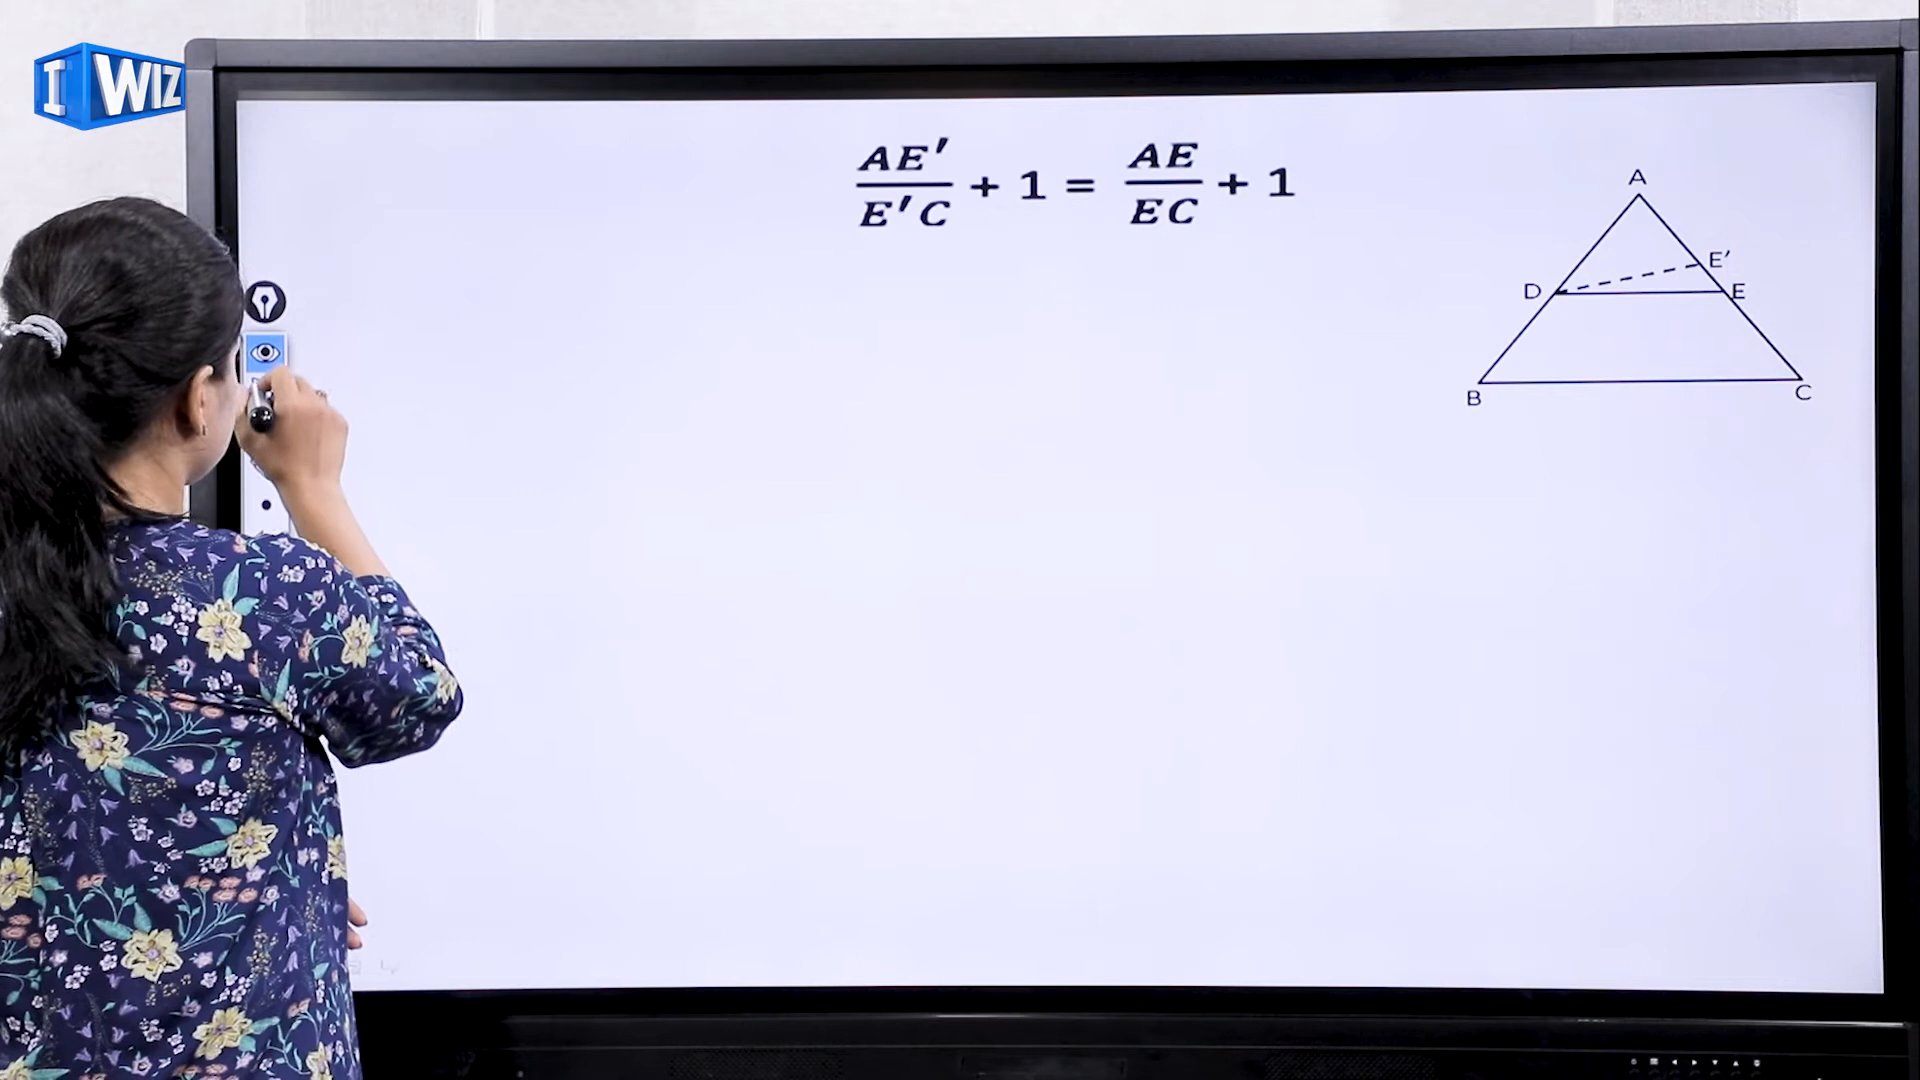 I WIZ
AE′/E′C + 1 = AE/EC + 1
A
E′
D
E
B
C